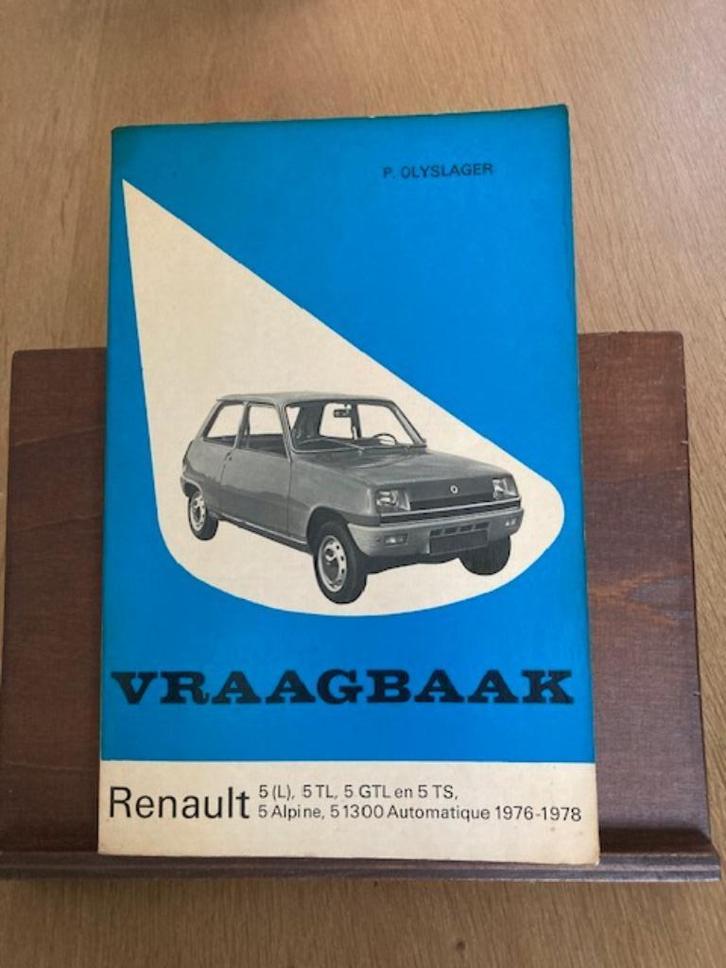 P. OLYSLAGER
VRAAGBAAK
Renault 5 (L), 5 TL, 5 GTL en 5 TS,
5 Alpine, 5 1300 Automatique 1976-1978